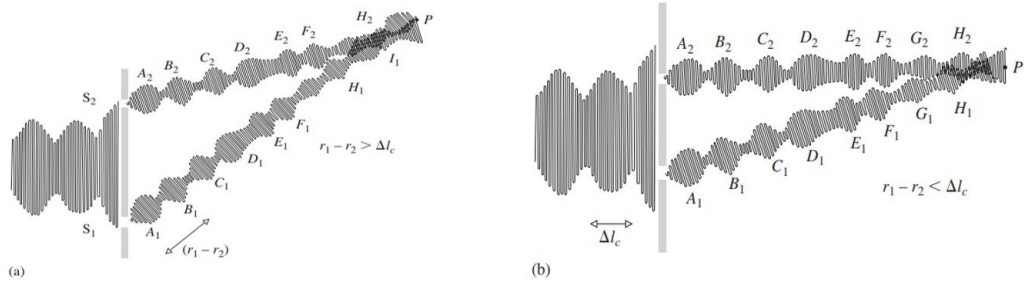 A2 B2 C2 D2 E2 F2 H2 P
I1
S2
H1
F1
E1
D1
C1
B1
A1
S1
r1 − r2 > Δlc
(r1 − r2)
(a)
A2 B2 C2 D2 E2 F2 G2 H2
P
H1
G1
F1
E1
D1
C1
B1
A1
r1 − r2 < Δlc
Δlc
(b)